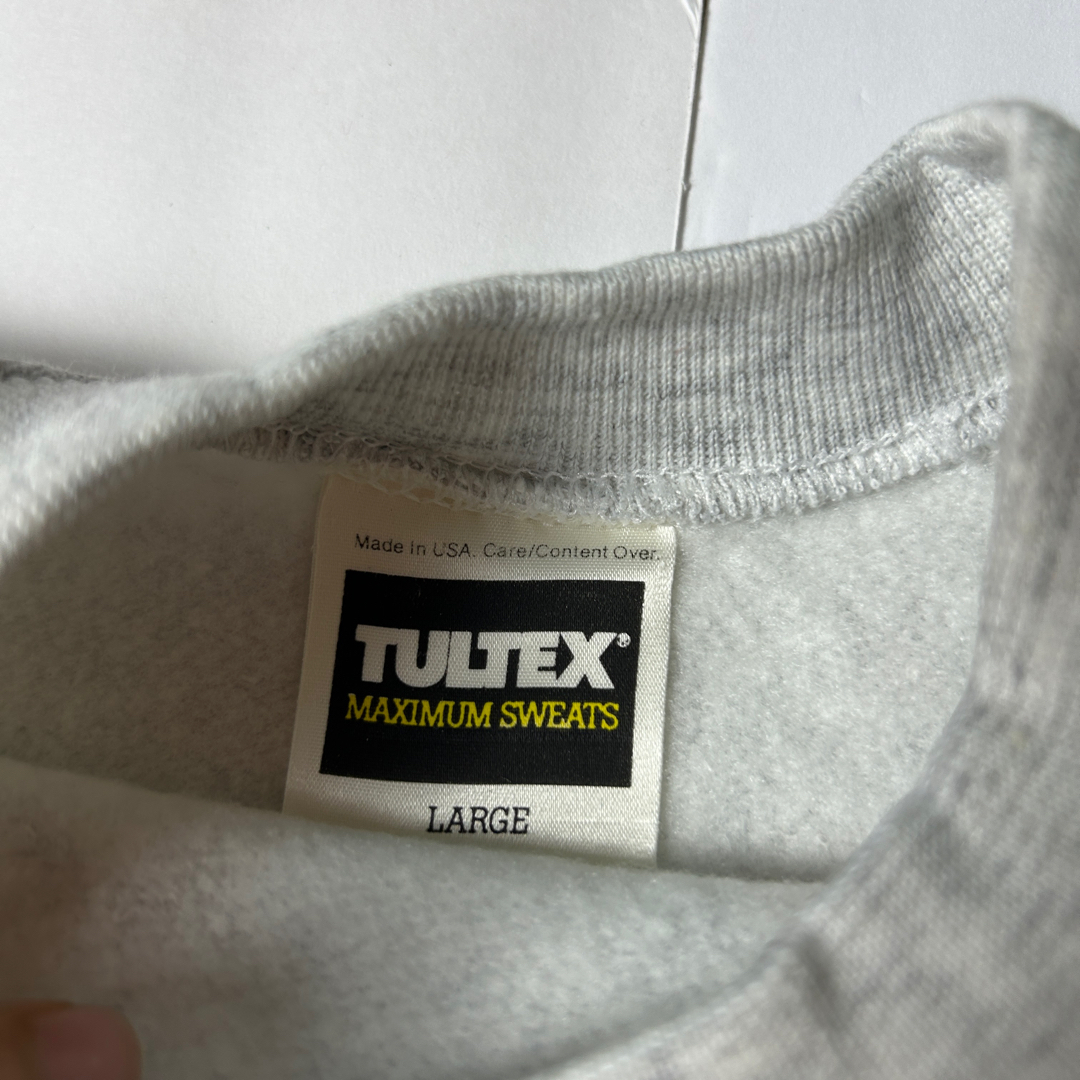 Made in USA. Care/Content Over.
TULTEX®
MAXIMUM SWEATS
LARGE